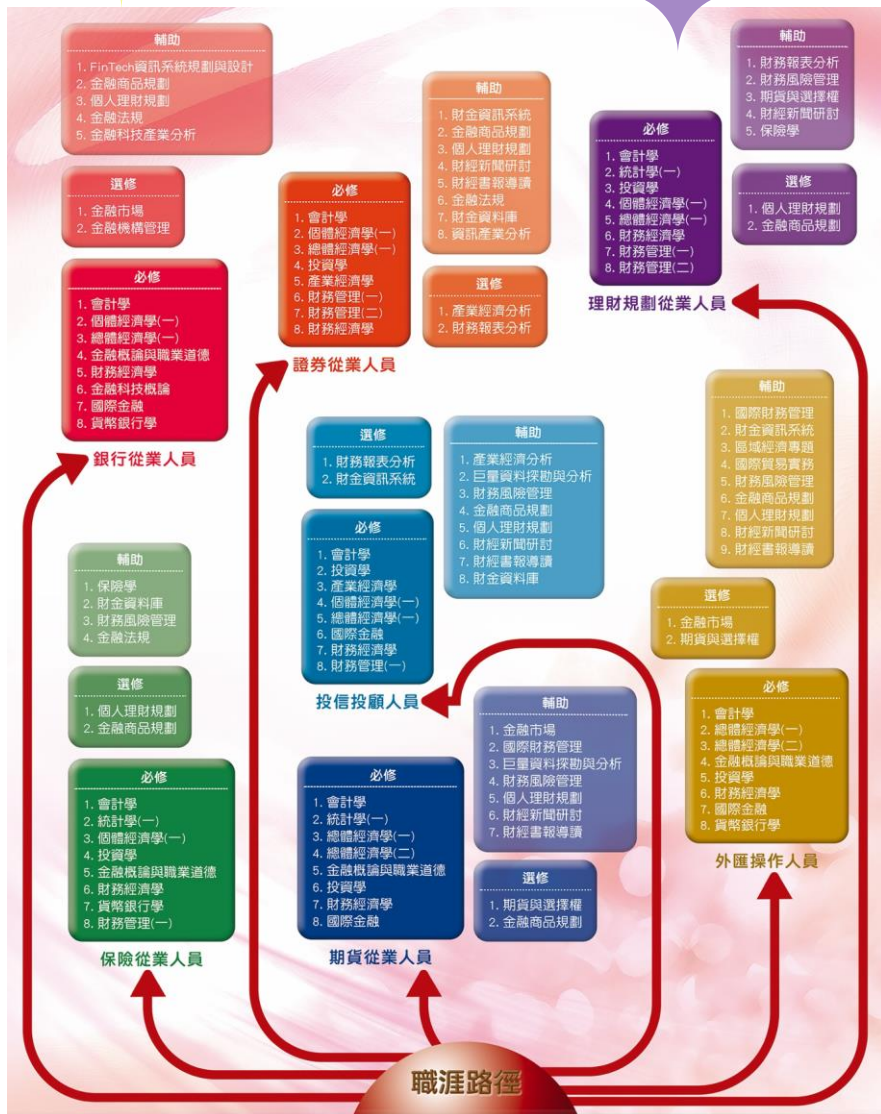 輔助
1. FinTech資訊系統規劃與設計
2. 金融商品規劃
3. 個人理財規劃
4. 金融法規
5. 金融科技產業分析
選修
1. 金融市場
2. 金融機構管理
必修
1. 會計學
2. 個體經濟學(一)
3. 總體經濟學(一)
4. 金融概論與職業道德
5. 財務經濟學
6. 金融科技概論
7. 國際金融
8. 貨幣銀行學
銀行從業人員
輔助
1. 財金資訊系統
2. 金融商品規劃
3. 個人理財規劃
4. 財經新聞研討
5. 財經書報導讀
6. 金融法規
7. 財金資料庫
8. 資訊產業分析
必修
1. 會計學
2. 個體經濟學(一)
3. 總體經濟學(一)
4. 投資學
5. 產業經濟學
6. 財務管理(一)
7. 財務管理(二)
8. 財務經濟學
選修
1. 產業經濟分析
2. 財務報表分析
證券從業人員
輔助
1. 財務報表分析
2. 財務風險管理
3. 期貨與選擇權
4. 財經新聞研討
5. 保險學
必修
1. 會計學
2. 統計學(一)
3. 投資學
4. 個體經濟學(一)
5. 總體經濟學(一)
6. 財務經濟學
7. 財務管理(一)
8. 財務管理(二)
選修
1. 個人理財規劃
2. 金融商品規劃
理財規劃從業人員
選修
1. 財務報表分析
2. 財金資訊系統
輔助
1. 產業經濟分析
2. 巨量資料探勘與分析
3. 財務風險管理
4. 金融商品規劃
5. 個人理財規劃
6. 財經新聞研討
7. 財經書報導讀
8. 財金資料庫
必修
1. 會計學
2. 投資學
3. 產業經濟學
4. 個體經濟學(一)
5. 總體經濟學(一)
6. 國際金融
7. 財務經濟學
8. 財務管理(一)
投信投顧人員
輔助
1. 國際財務管理
2. 財金資訊系統
3. 區域經濟專題
4. 國際貿易實務
5. 財務風險管理
6. 金融商品規劃
7. 個人理財規劃
8. 財經新聞研討
9. 財經書報導讀
選修
1. 金融市場
2. 期貨與選擇權
必修
1. 會計學
2. 總體經濟學(一)
3. 總體經濟學(二)
4. 金融概論與職業道德
5. 投資學
6. 財務經濟學
7. 國際金融
8. 貨幣銀行學
外匯操作人員
輔助
1. 保險學
2. 財金資料庫
3. 財務風險管理
4. 金融法規
選修
1. 個人理財規劃
2. 金融商品規劃
必修
1. 會計學
2. 統計學(一)
3. 個體經濟學(一)
4. 投資學
5. 金融概論與職業道德
6. 財務經濟學
7. 貨幣銀行學
8. 財務管理(一)
保險從業人員
輔助
1. 金融市場
2. 國際財務管理
3. 巨量資料探勘與分析
4. 財務風險管理
5. 個人理財規劃
6. 財經新聞研討
7. 財經書報導讀
必修
1. 會計學
2. 統計學(一)
3. 總體經濟學(一)
4. 總體經濟學(二)
5. 金融概論與職業道德
6. 投資學
7. 財務經濟學
8. 國際金融
選修
1. 期貨與選擇權
2. 金融商品規劃
期貨從業人員
職涯路徑